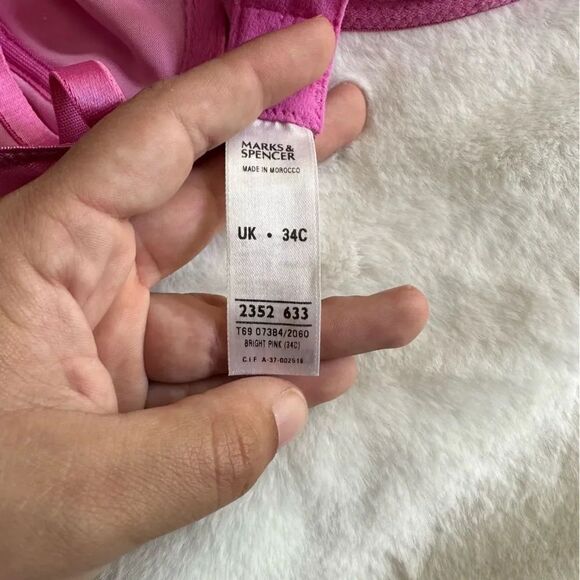 MARKS &
SPENCER
MADE IN MOROCCO
UK • 34C
2352 633
T69 07384/2060
BRIGHT PINK (34C)
C.I.F A-37-002516